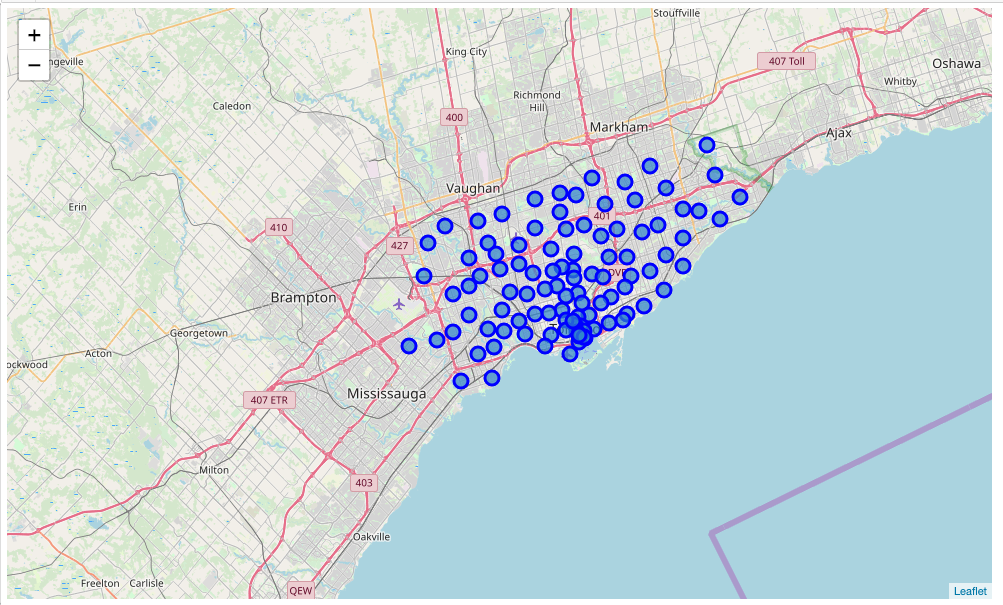 +
−
Stouffville
King City
407 Toll
Oshawa
Whitby
Richmond
Hill
Caledon
400
Markham
Ajax
Vaughan
Erin
401
410
427
Brampton
Georgetown
Acton
Mississauga
407 ETR
Milton
403
Oakville
Freelton
Carlisle
QEW
Leaflet